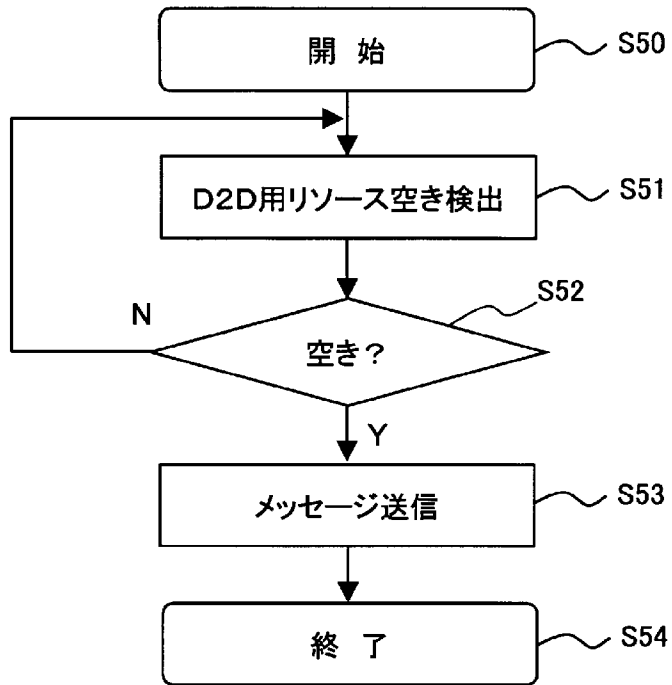 開 始
S50
D2D用リソース空き検出
S51
S52
N
空き?
Y
メッセージ送信
S53
終 了
S54